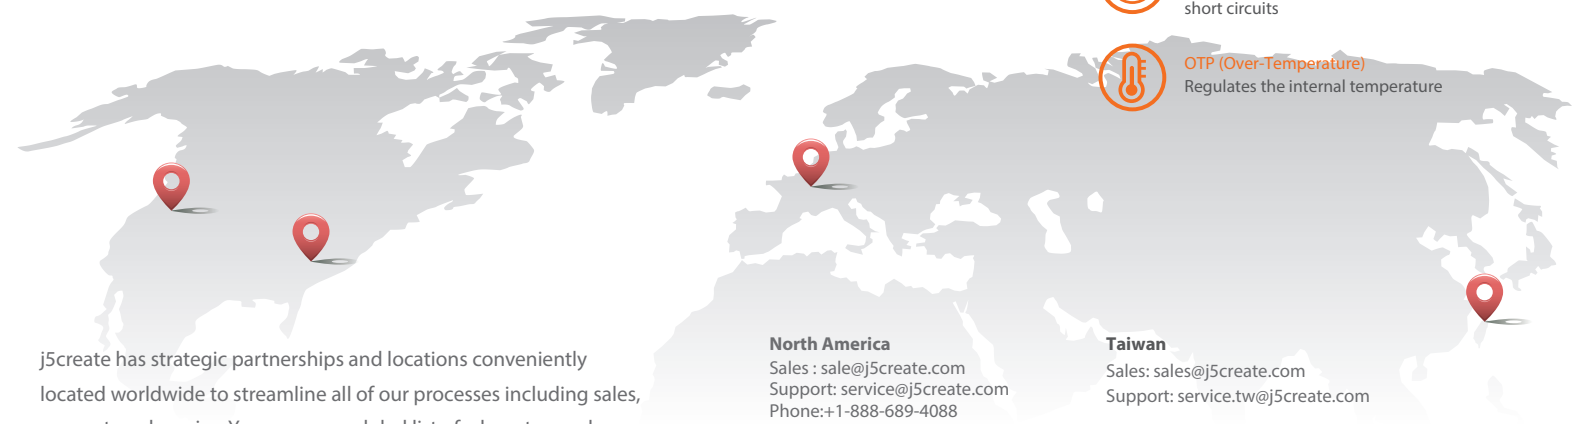 short circuits
OTP (Over-Temperature)
Regulates the internal temperature
j5create has strategic partnerships and locations conveniently
located worldwide to streamline all of our processes including sales,
North America
Sales : sale@j5create.com
Support: service@j5create.com
Phone:+1-888-689-4088
Taiwan
Sales: sales@j5create.com
Support: service.tw@j5create.com